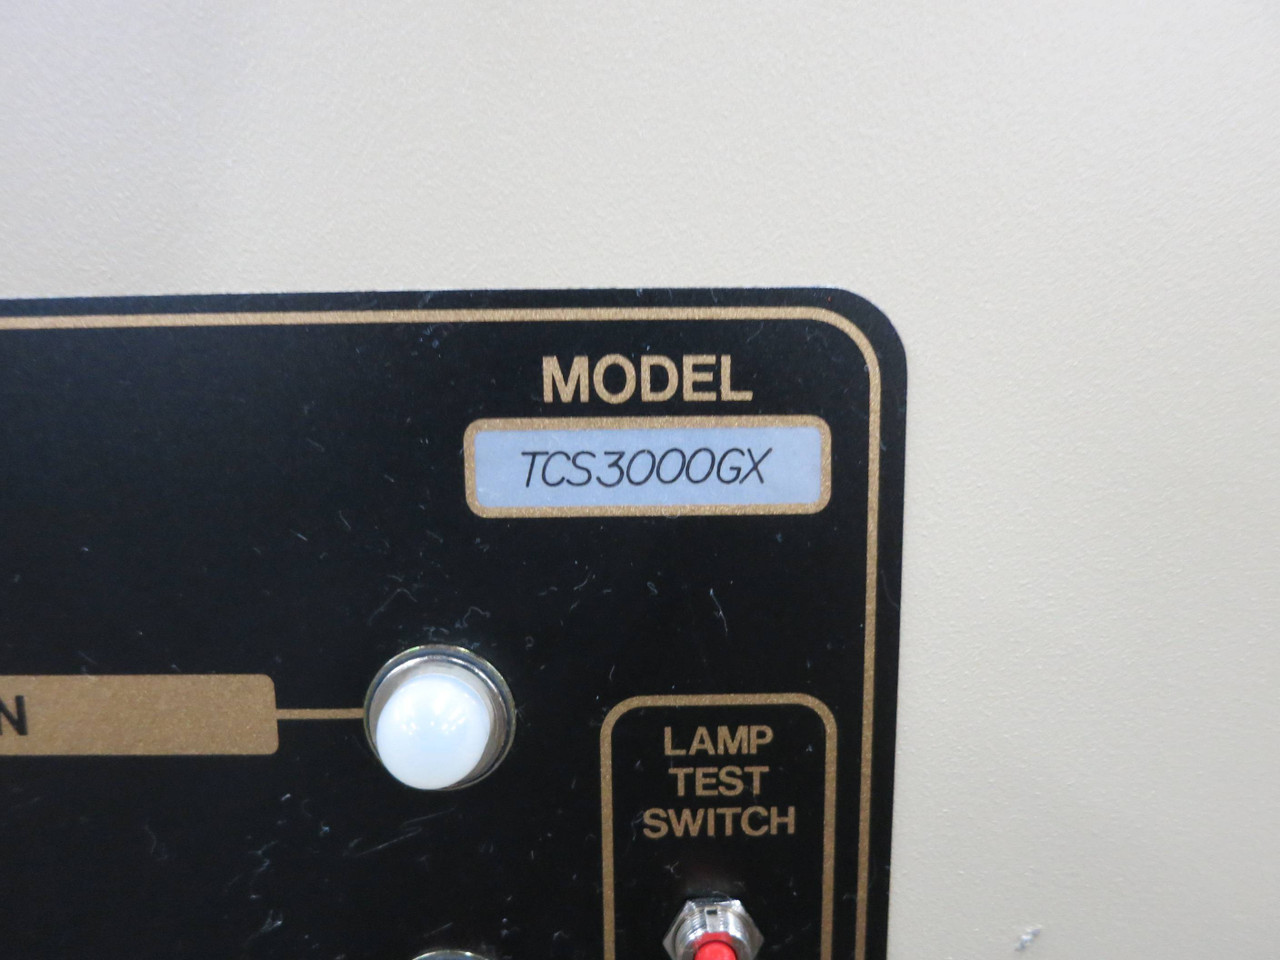 MODEL
TCS3000GX
N
LAMP
TEST
SWITCH